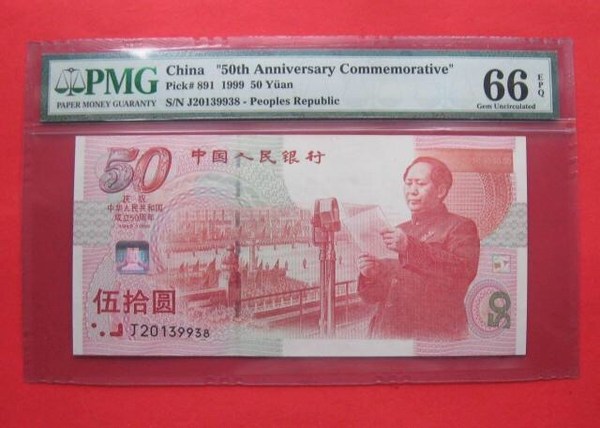 PMG
PAPER MONEY GUARANTY
China "50th Anniversary Commemorative"
Pick# 891 1999 50 Yüan
S/N J20139938 - Peoples Republic
66 EPQ
Gem Uncirculated
50
中国人民银行
庆祝
中华人民共和国
成立50周年
伍拾圆
J20139938
50